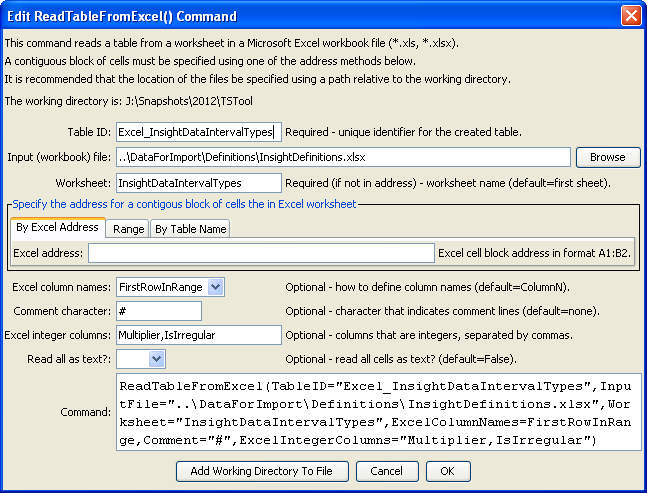 Edit ReadTableFromExcel() Command
This command reads a table from a worksheet in a Microsoft Excel workbook file (*.xls, *.xlsx).
A contiguous block of cells must be specified using one of the address methods below.
It is recommended that the location of the files be specified using a path relative to the working directory.
The working directory is: J:\Snapshots\2012\TSTool
Table ID: Excel_InsightDataIntervalTypes Required - unique identifier for the created table.
Input (workbook) file: ..\DataForImport\Definitions\InsightDefinitions.xlsx Browse
Worksheet: InsightDataIntervalTypes Required (if not in address) - worksheet name (default=first sheet).
Specify the address for a contigous block of cells the in Excel worksheet
By Excel Address Range By Table Name
Excel address: Excel cell block address in format A1:B2.
Excel column names: FirstRowInRange Optional - how to define column names (default=ColumnN).
Comment character: # Optional - character that indicates comment lines (default=none).
Excel integer columns: Multiplier,IsIrregular Optional - columns that are integers, separated by commas.
Read all as text?: Optional - read all cells as text? (default=False).
Command: ReadTableFromExcel(TableID="Excel_InsightDataIntervalTypes",Inpu
tFile="..\DataForImport\Definitions\InsightDefinitions.xlsx",Wor
ksheet="InsightDataIntervalTypes",ExcelColumnNames=FirstRowInRan
ge,Comment="#",ExcelIntegerColumns="Multiplier,IsIrregular")
Add Working Directory To File Cancel OK